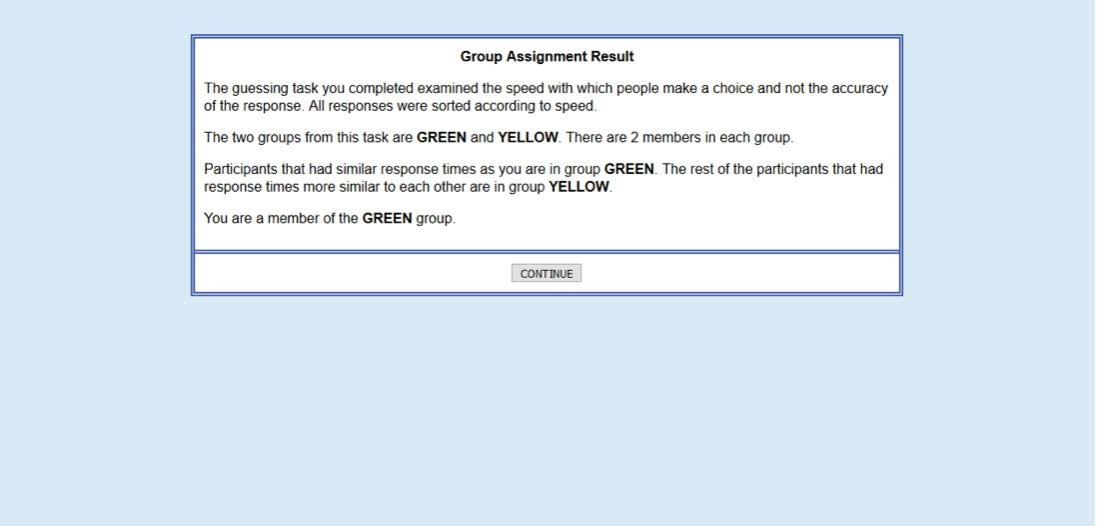 Group Assignment Result
The guessing task you completed examined the speed with which people make a choice and not the accuracy
of the response. All responses were sorted according to speed.
The two groups from this task are GREEN and YELLOW. There are 2 members in each group.
Participants that had similar response times as you are in group GREEN. The rest of the participants that had
response times more similar to each other are in group YELLOW.
You are a member of the GREEN group.
CONTINUE